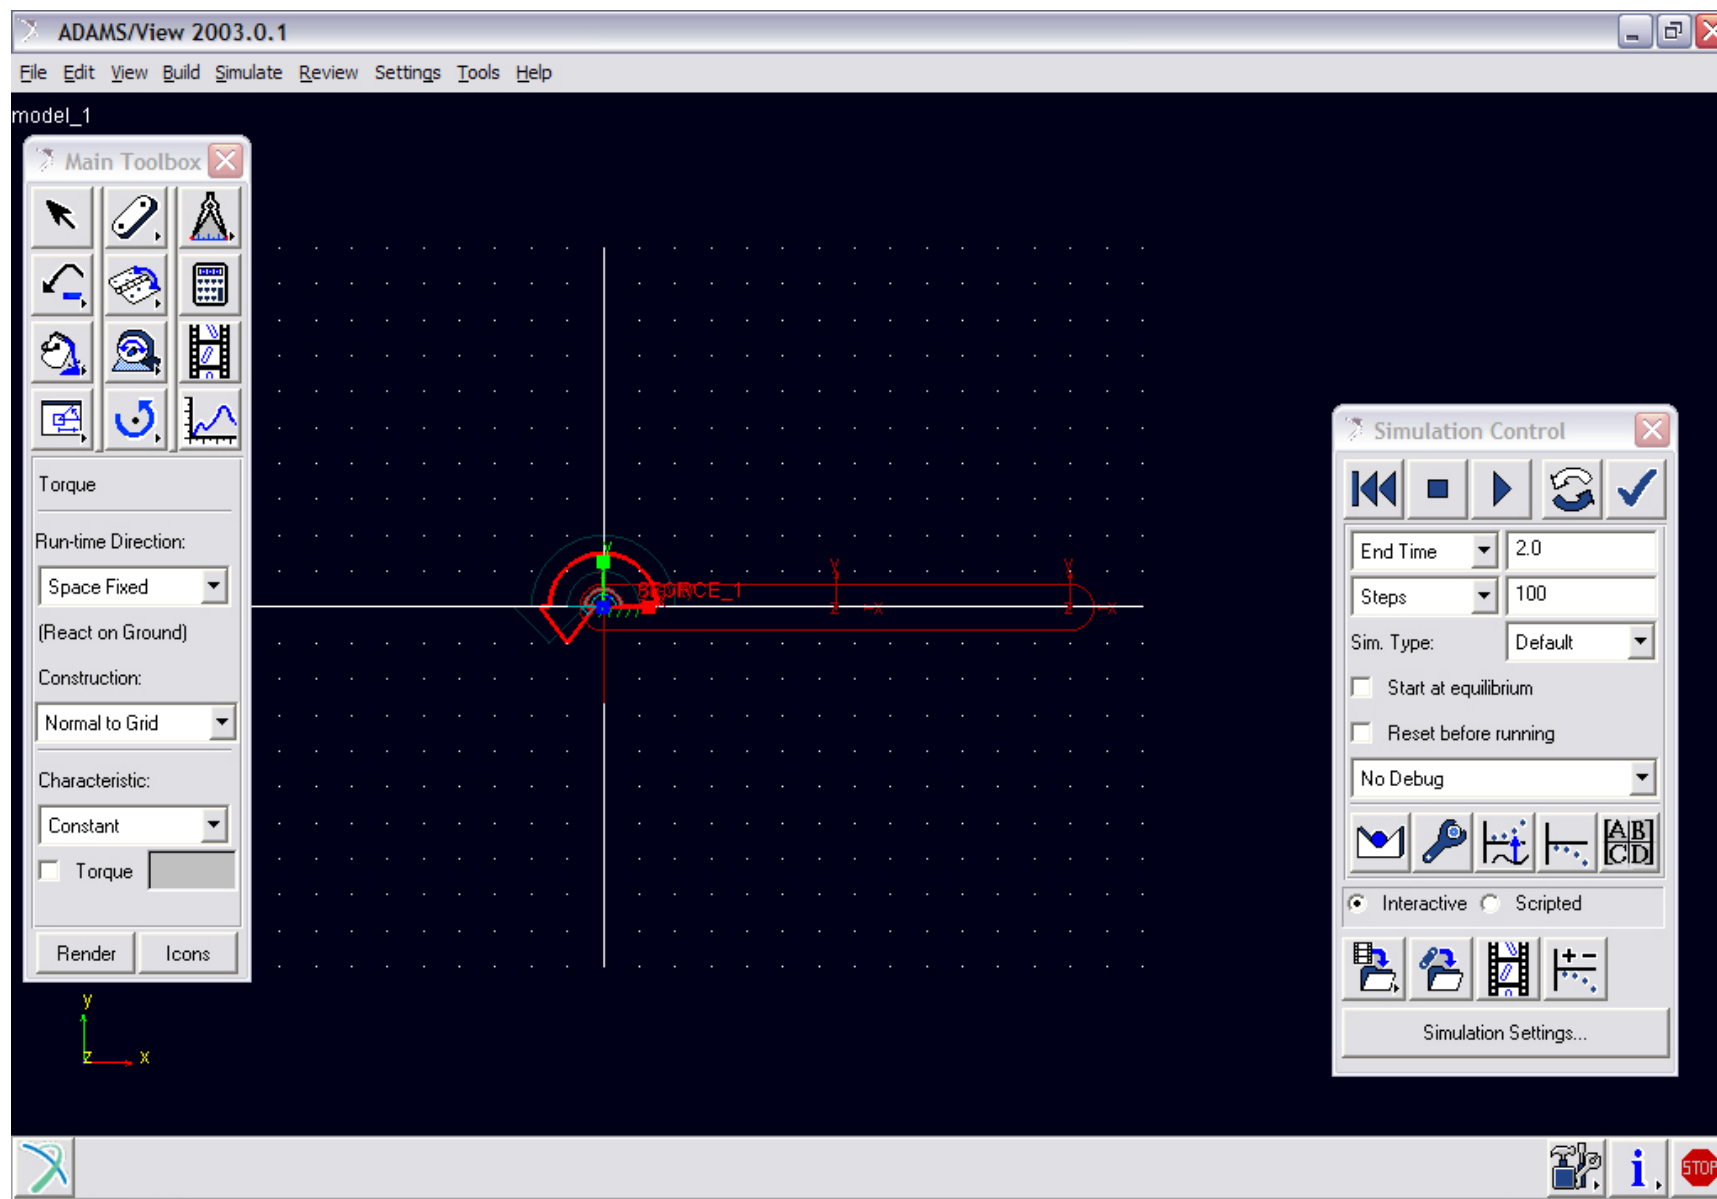 ADAMS/View 2003.0.1
File Edit View Build Simulate Review Settings Tools Help
model_1
Main Toolbox
Torque
Run-time Direction:
Space Fixed
(React on Ground)
Construction:
Normal to Grid
Characteristic:
Constant
Torque
Render Icons
y
z x
Simulation Control
End Time 2.0
Steps 100
Sim. Type: Default
Start at equilibrium
Reset before running
No Debug
A B
C D
Interactive Scripted
Simulation Settings...
STOP